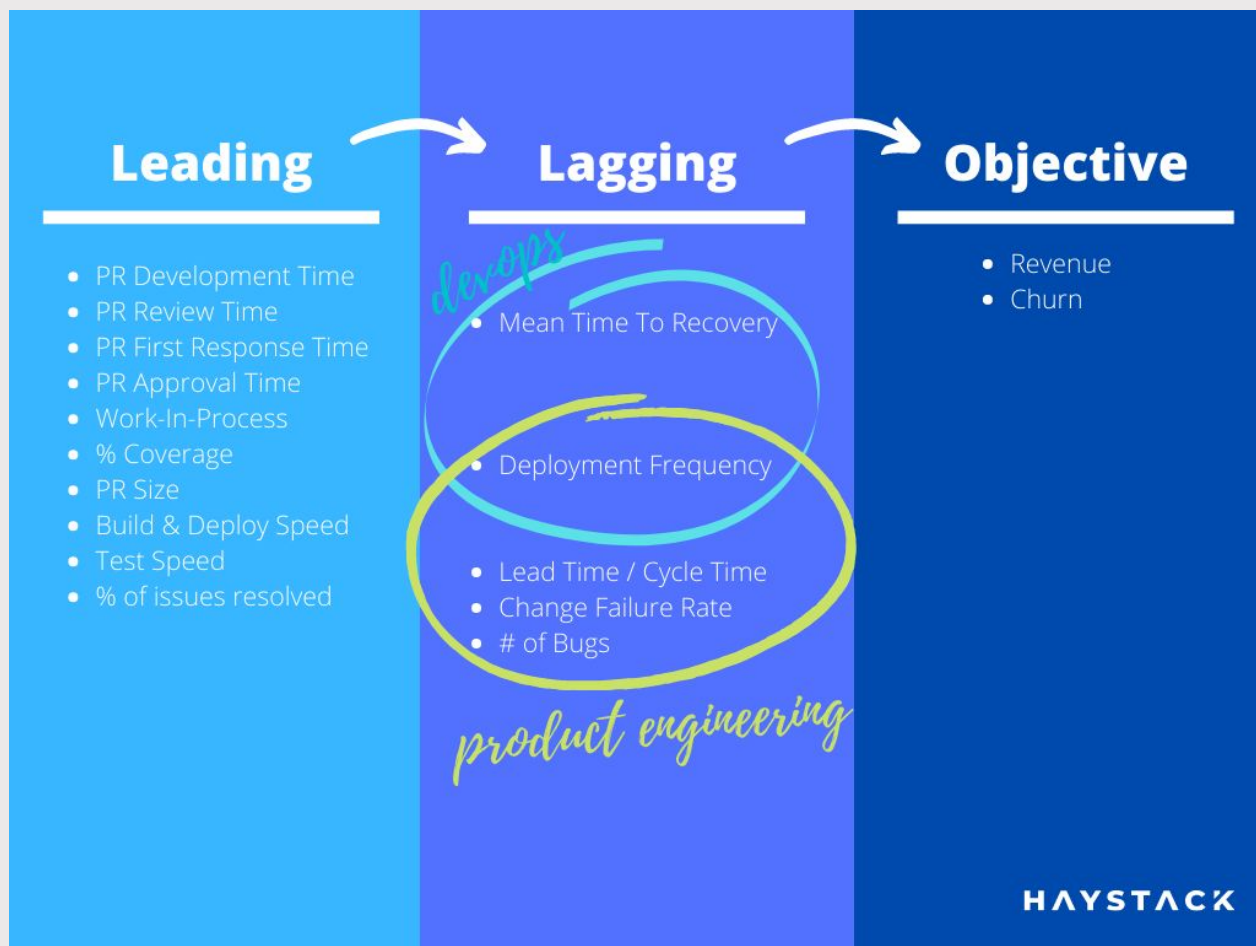 Leading
PR Development Time
PR Review Time
PR First Response Time
PR Approval Time
Work-In-Process
% Coverage
PR Size
Build & Deploy Speed
Test Speed
% of issues resolved
Lagging
devops
Mean Time To Recovery
Deployment Frequency
Lead Time / Cycle Time
Change Failure Rate
# of Bugs
product engineering
Objective
Revenue
Churn
HAYSTACK